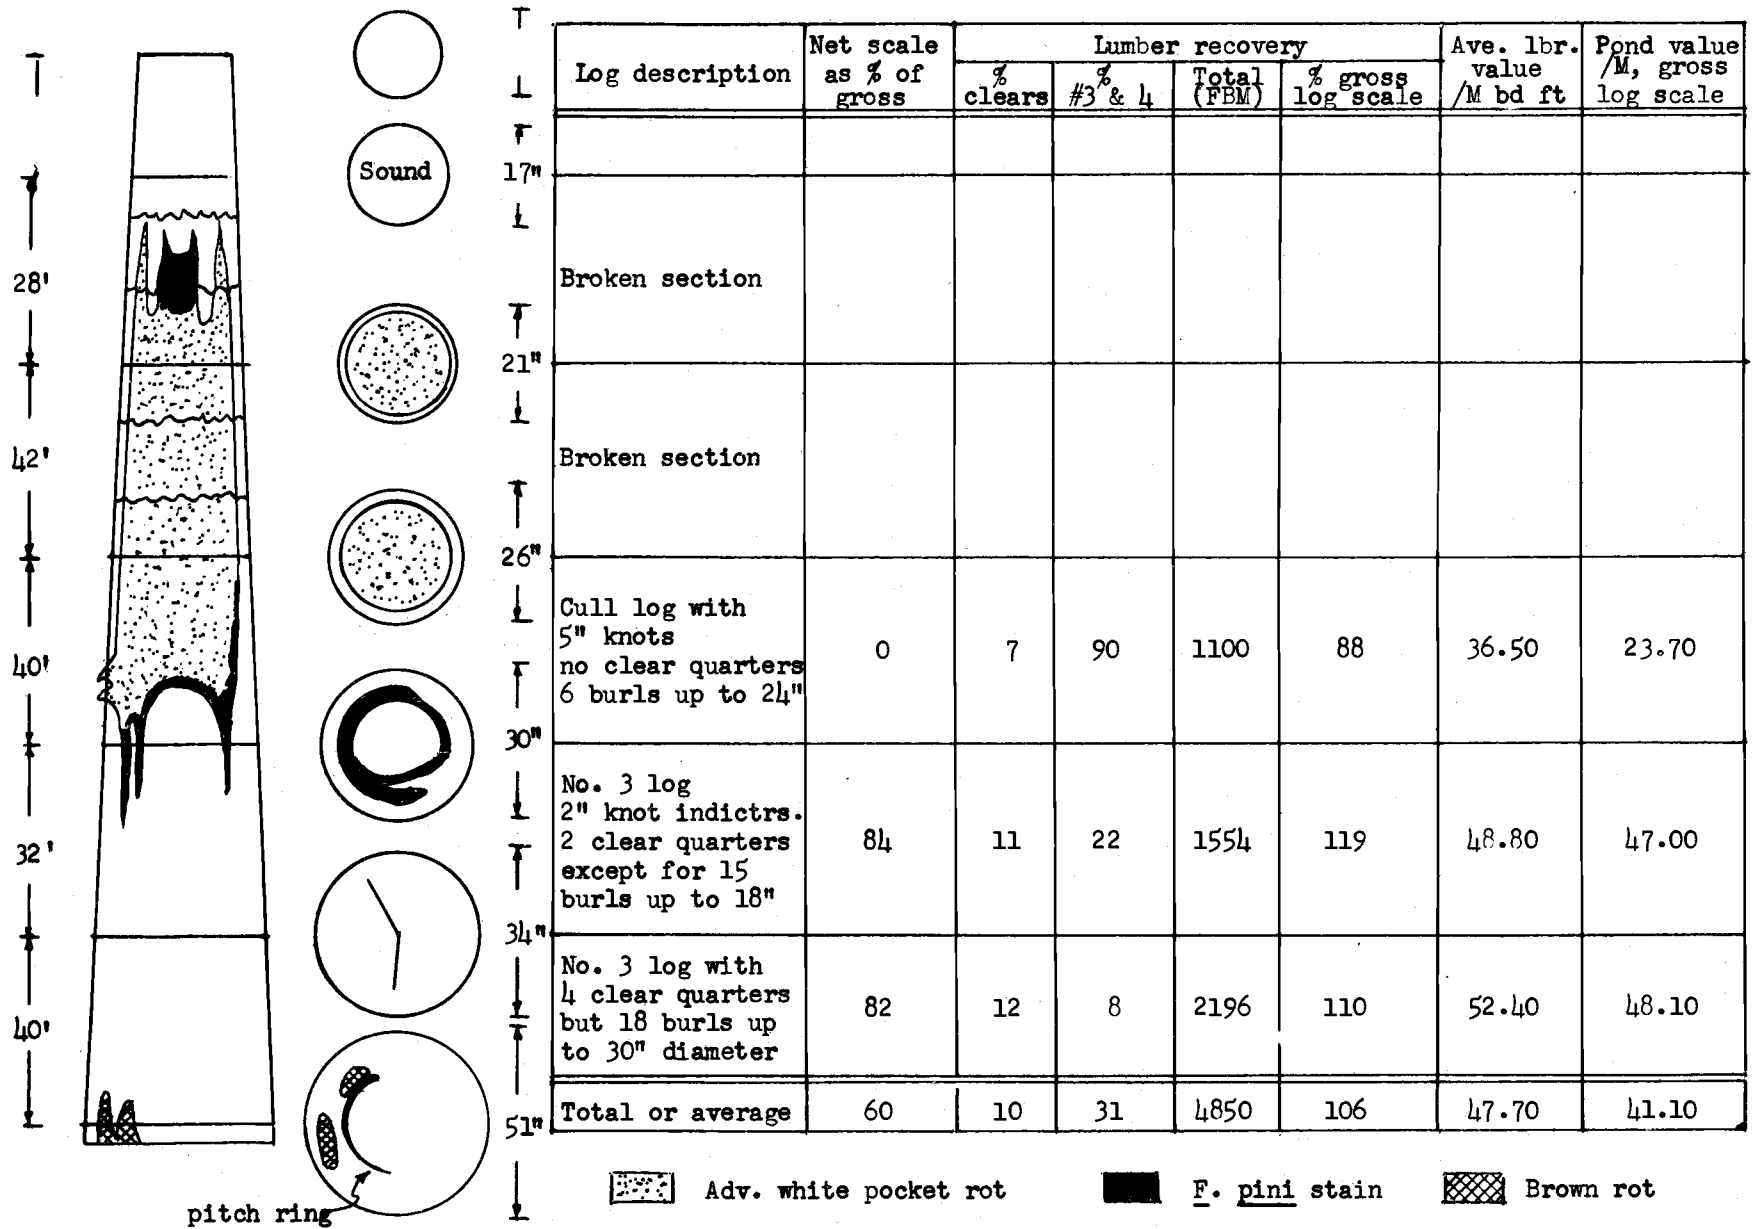 Log description
Net scale
as % of
gross
Lumber recovery
%
clears
%
#3 & 4
Total
(FBM)
% gross
log scale
Ave. lbr.
value
/M bd ft
Pond value
/M, gross
log scale
Sound
17"
28'
Broken section
21"
42'
Broken section
26"
40'
Cull log with
5" knots
no clear quarters
6 burls up to 24"
0 7 90 1100 88 36.50 23.70
30"
32'
No. 3 log
2" knot indictrs.
2 clear quarters
except for 15
burls up to 18"
84 11 22 1554 119 48.80 47.00
34"
40'
No. 3 log with
4 clear quarters
but 18 burls up
to 30" diameter
82 12 8 2196 110 52.40 48.10
51"
Total or average 60 10 31 4850 106 47.70 41.10
pitch ring
Adv. white pocket rot
F. pini stain
Brown rot